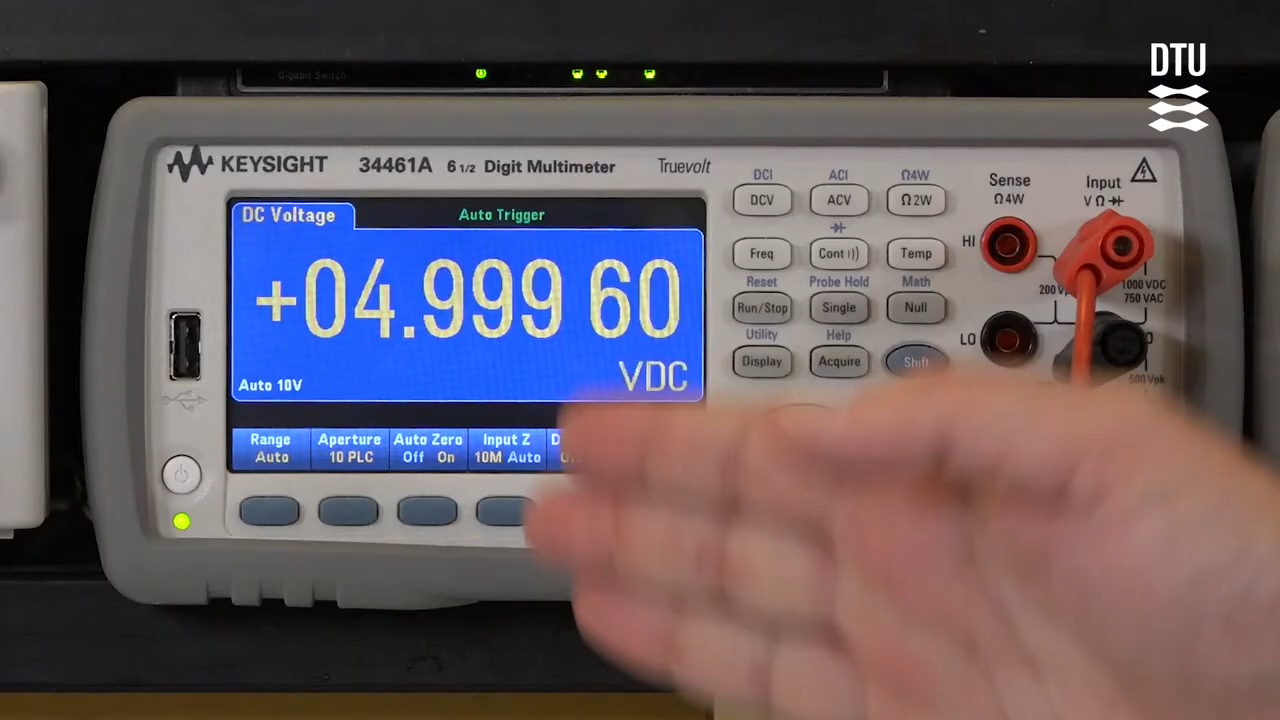 DTU
Gigabit Switch
KEYSIGHT 34461A 6 1/2 Digit Multimeter Truevolt
DC Voltage Auto Trigger
+04.999 60
VDC
Auto 10V
Range Aperture Auto Zero Input Z
Auto 10 PLC Off On 10M Auto
DCI ACI Ω4W
DCV ACV Ω2W
Freq Cont Temp
Reset Probe Hold Math
Run/Stop Single Null
Utility Help
Display Acquire Shift
Sense Input
Ω4W V Ω
HI
1000 VDC
750 VAC
LO
500 Vpk